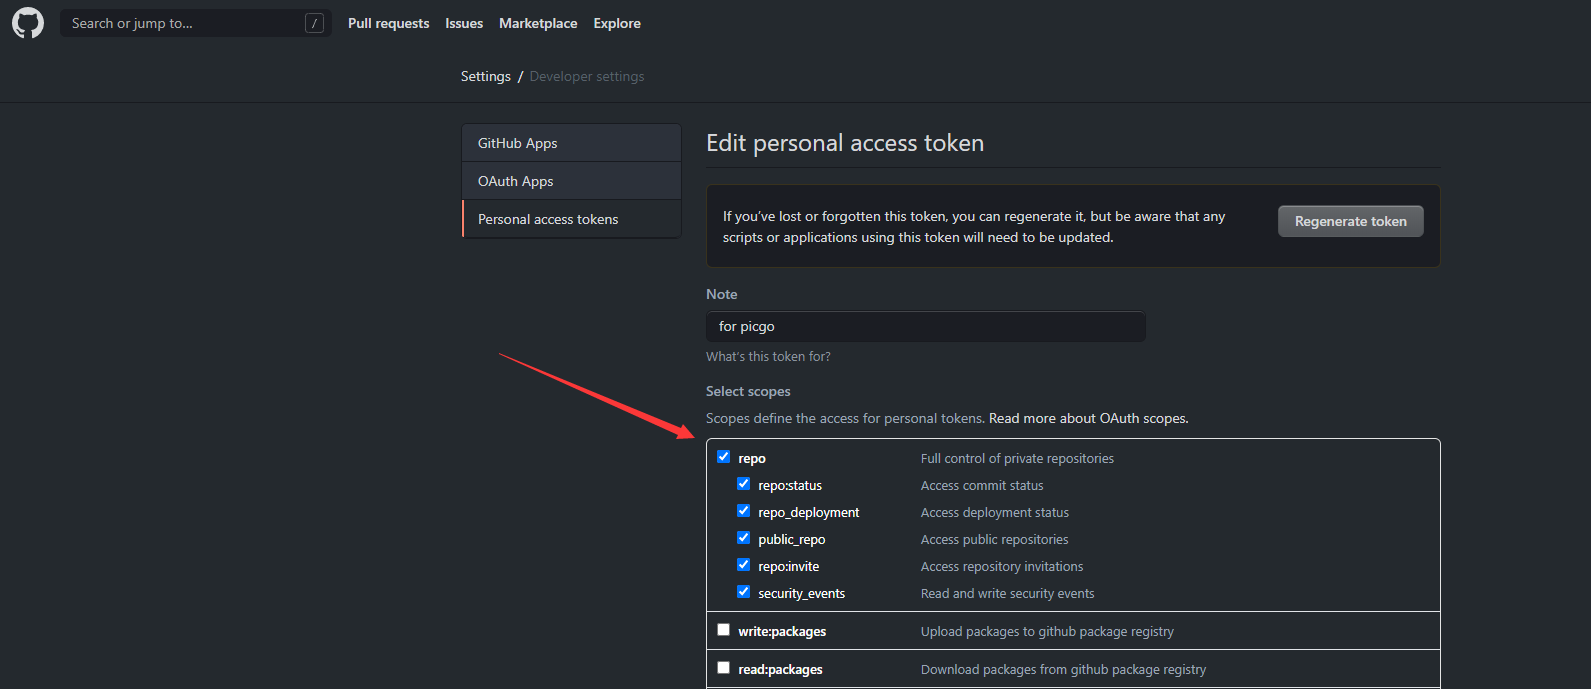 Search or jump to... /
Pull requests Issues Marketplace Explore
Settings / Developer settings
GitHub Apps
OAuth Apps
Personal access tokens
Edit personal access token
If you've lost or forgotten this token, you can regenerate it, but be aware that any
scripts or applications using this token will need to be updated.
Regenerate token
Note
for picgo
What's this token for?
Select scopes
Scopes define the access for personal tokens. Read more about OAuth scopes.
repo Full control of private repositories
repo:status Access commit status
repo_deployment Access deployment status
public_repo Access public repositories
repo:invite Access repository invitations
security_events Read and write security events
write:packages Upload packages to github package registry
read:packages Download packages from github package registry